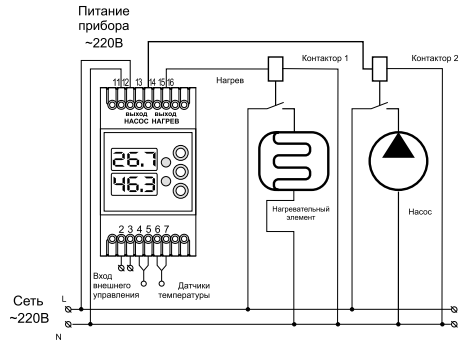 Питание
прибора
~220В
11 12 13 14 15 16
Контактор 1
Контактор 2
Нагрев
выход выход
НАСОС НАГРЕВ
26.7
46.3
Нагревательный
элемент
Насос
2 3 4 5 6 7
Вход
внешнего
управления
Датчики
температуры
Сеть
~220В
L
N